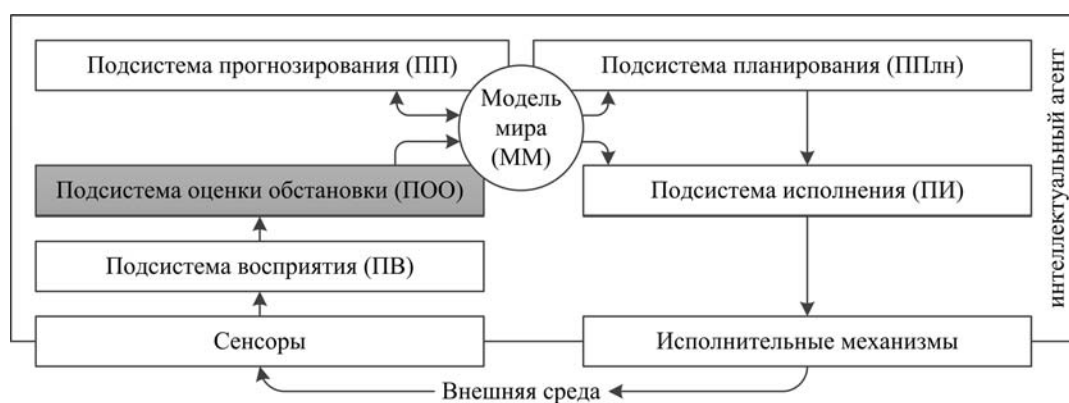 Подсистема прогнозирования (ПП)
Подсистема планирования (ППлн)
Модель
мира
(ММ)
Подсистема оценки обстановки (ПОО)
Подсистема исполнения (ПИ)
Подсистема восприятия (ПВ)
Сенсоры
Исполнительные механизмы
Внешняя среда
интеллектуальный агент